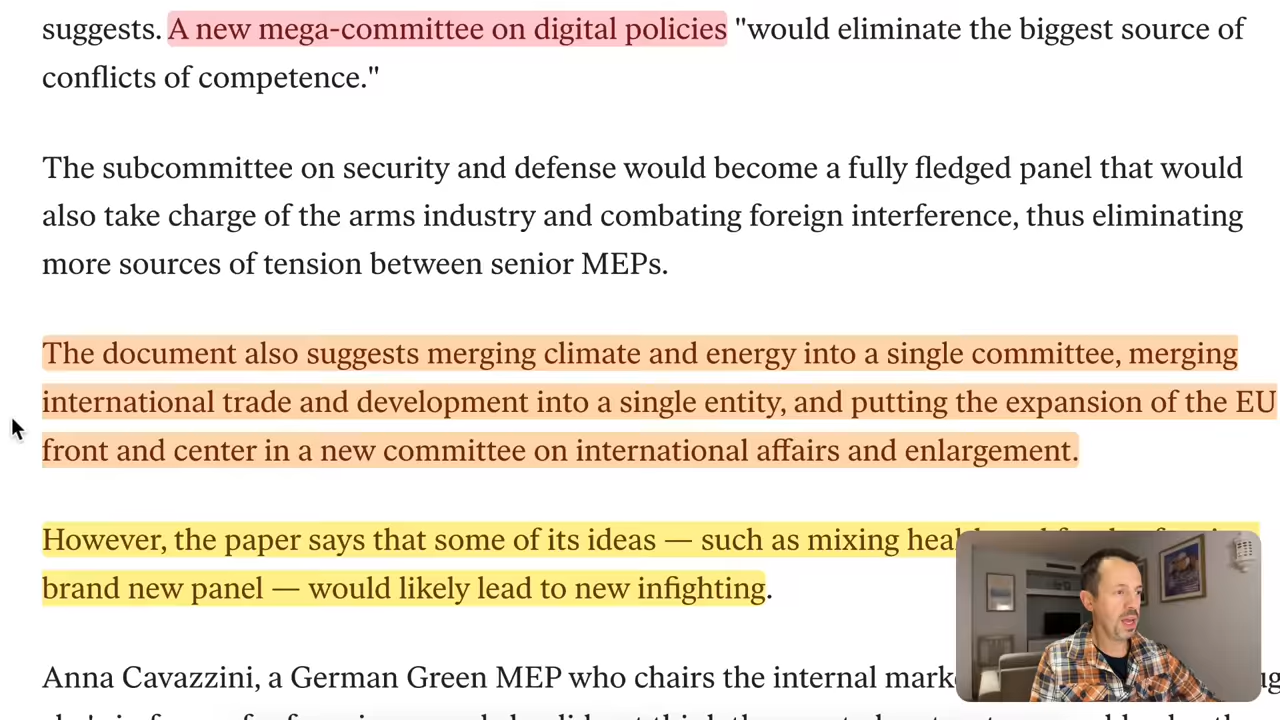 suggests. A new mega-committee on digital policies "would eliminate the biggest source of
conflicts of competence."
The subcommittee on security and defense would become a fully fledged panel that would
also take charge of the arms industry and combating foreign interference, thus eliminating
more sources of tension between senior MEPs.
The document also suggests merging climate and energy into a single committee, merging
international trade and development into a single entity, and putting the expansion of the EU
front and center in a new committee on international affairs and enlargement.
However, the paper says that some of its ideas — such as mixing
brand new panel — would likely lead to new infighting.
Anna Cavazzini, a German Green MEP who chairs the internal